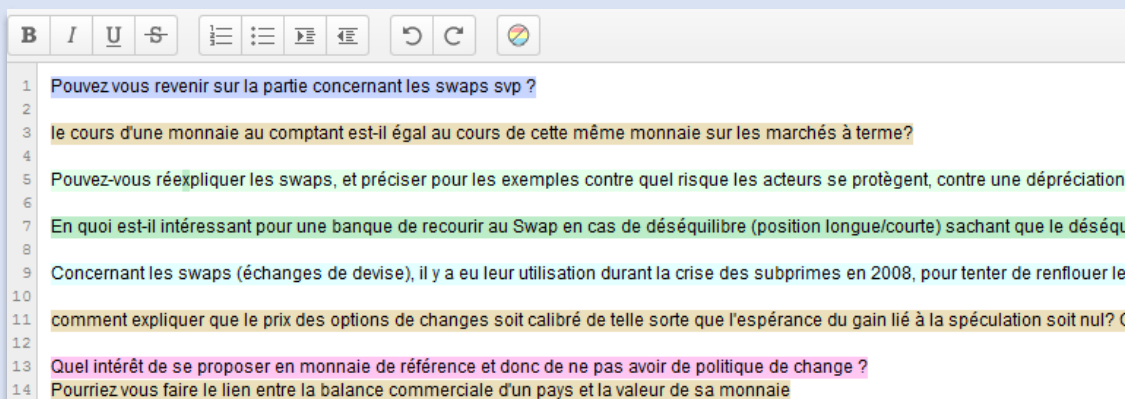 B I U S
1 Pouvez vous revenir sur la partie concernant les swaps svp ?
2
3 le cours d'une monnaie au comptant est-il égal au cours de cette même monnaie sur les marchés à terme?
4
5 Pouvez-vous réexpliquer les swaps, et préciser pour les exemples contre quel risque les acteurs se protègent, contre une dépréciation
6
7 En quoi est-il intéressant pour une banque de recourir au Swap en cas de déséquilibre (position longue/courte) sachant que le déséqu
8
9 Concernant les swaps (échanges de devise), il y a eu leur utilisation durant la crise des subprimes en 2008, pour tenter de renflouer le
10
11 comment expliquer que le prix des options de changes soit calibré de telle sorte que l'espérance du gain lié à la spéculation soit nul?
12
13 Quel intérêt de se proposer en monnaie de référence et donc de ne pas avoir de politique de change ?
14 Pourriez vous faire le lien entre la balance commerciale d'un pays et la valeur de sa monnaie